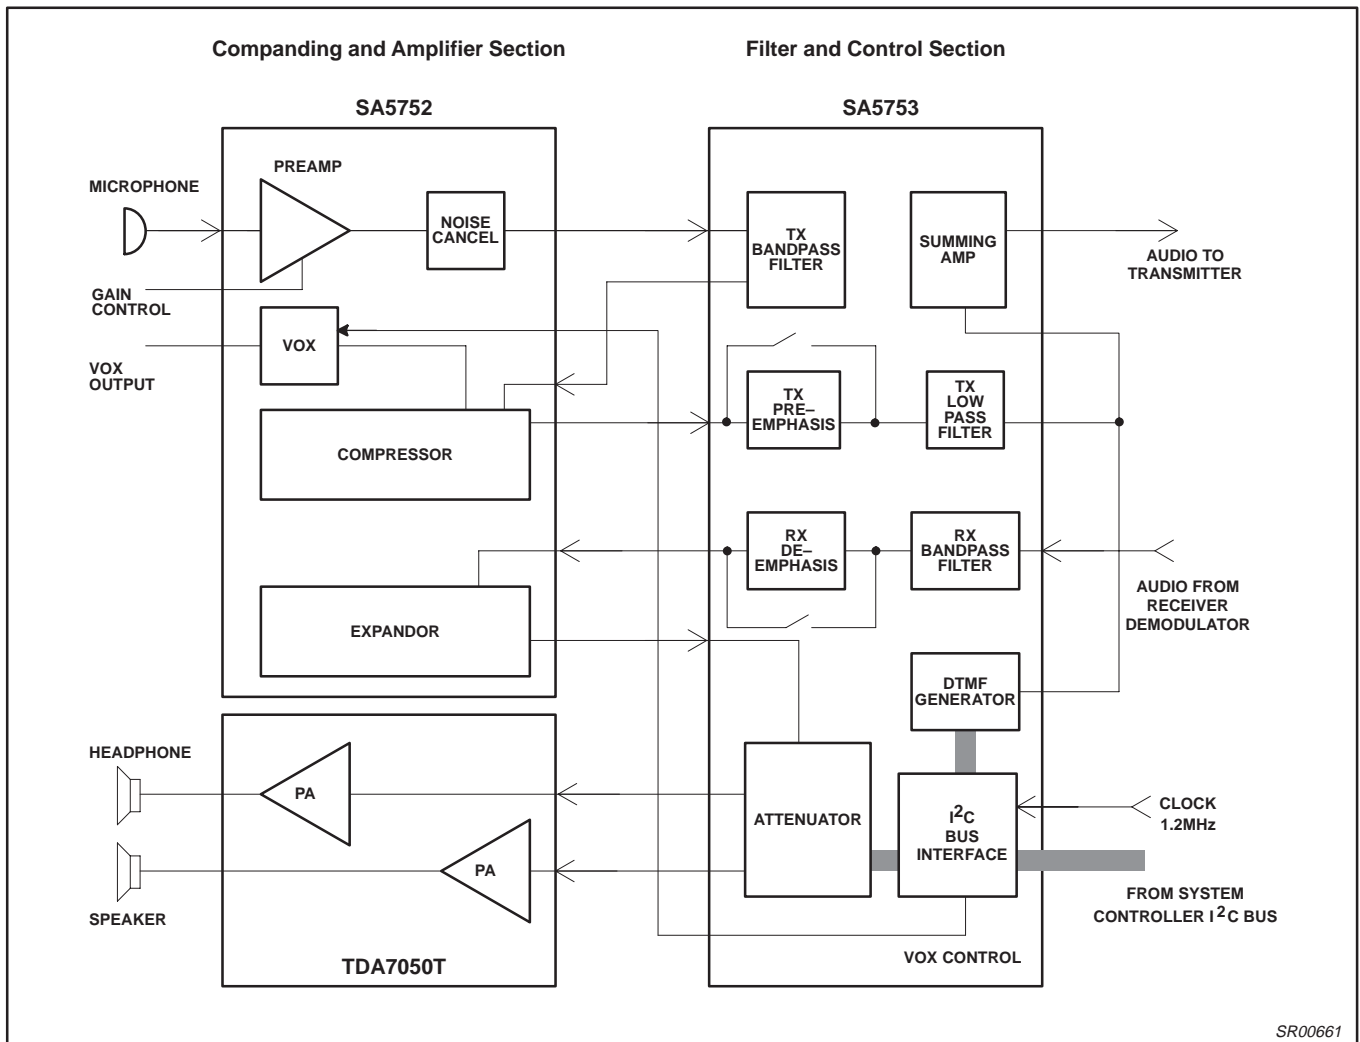 Companding and Amplifier Section
Filter and Control Section
SA5752
SA5753
PREAMP
MICROPHONE
NOISE
CANCEL
TX
BANDPASS
FILTER
SUMMING
AMP
AUDIO TO
TRANSMITTER
GAIN
CONTROL
VOX
VOX
OUTPUT
TX
PRE–
EMPHASIS
TX
LOW
PASS
FILTER
COMPRESSOR
RX
DE–
EMPHASIS
RX
BANDPASS
FILTER
AUDIO FROM
RECEIVER
DEMODULATOR
EXPANDOR
DTMF
GENERATOR
HEADPHONE
PA
ATTENUATOR
I²C
BUS
INTERFACE
CLOCK
1.2MHz
PA
SPEAKER
FROM SYSTEM
CONTROLLER I²C BUS
VOX CONTROL
TDA7050T
SR00661